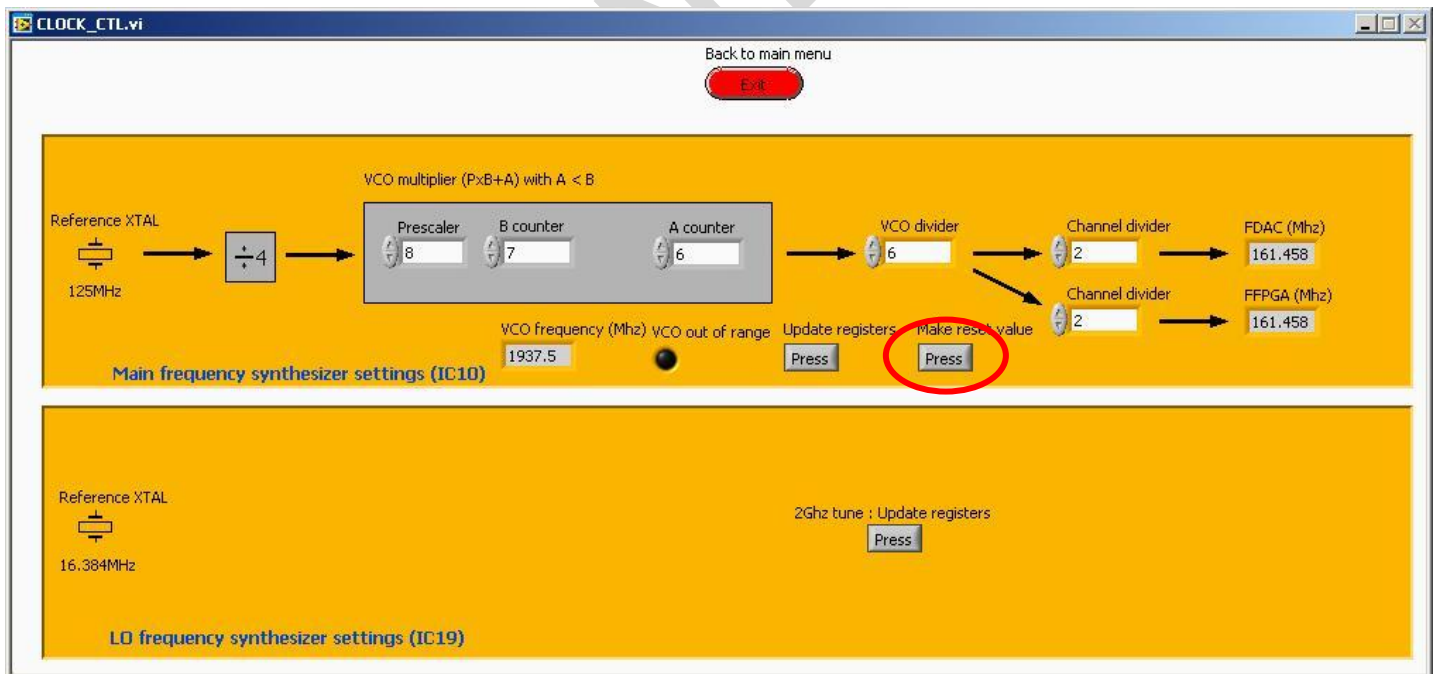 CLOCK_CTL.vi
Back to main menu
Exit
VCO multiplier (PxB+A) with A < B
Reference XTAL
125MHz
÷4
Prescaler
8
B counter
7
A counter
6
VCO divider
6
Channel divider
2
FDAC (Mhz)
161.458
Channel divider
2
FFPGA (Mhz)
161.458
VCO frequency (Mhz)
1937.5
VCO out of range
Update registers
Press
Make reset value
Press
Main frequency synthesizer settings (IC10)
Reference XTAL
16.384MHz
2Ghz tune : Update registers
Press
LO frequency synthesizer settings (IC19)